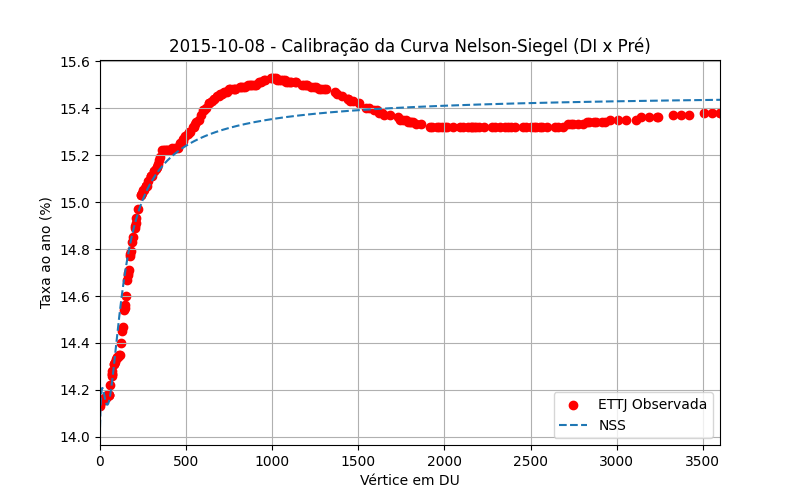 2015-10-08 - Calibração da Curva Nelson-Siegel (DI x Pré)
Taxa ao ano (%)
15.6
15.4
15.2
15.0
14.8
14.6
14.4
14.2
14.0
ETTJ Observada
NSS
0 500 1000 1500 2000 2500 3000 3500
Vértice em DU